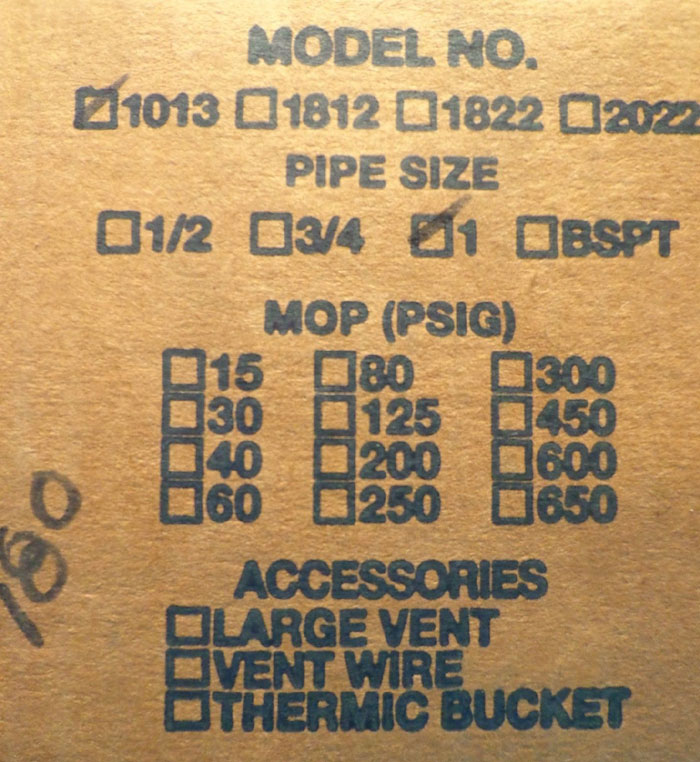 MODEL NO.
☑1013 ☐1812 ☐1822 ☐2022
PIPE SIZE
☐1/2 ☐3/4 ☑1 ☐BSPT
MOP (PSIG)
☐15 ☐80 ☐300
☐30 ☐125 ☐450
☐40 ☐200 ☐600
☐60 ☐250 ☐650
180
ACCESSORIES
☐LARGE VENT
☐VENT WIRE
☐THERMIC BUCKET